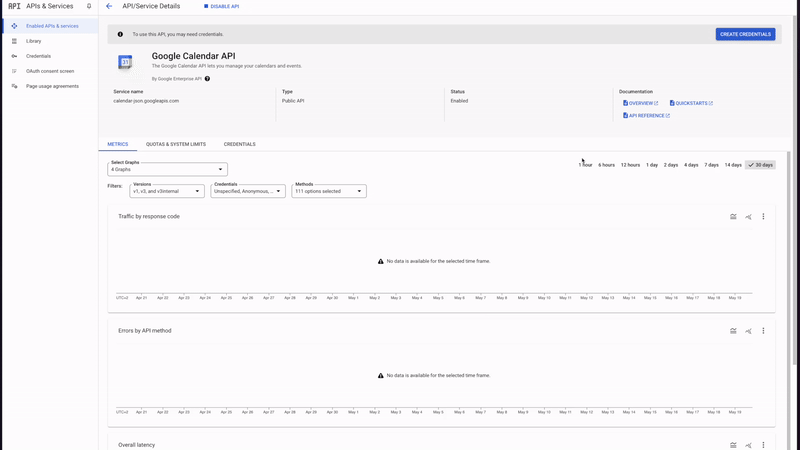 API APIs & Services
API/Service Details
DISABLE API
Enabled APIs & services
Library
Credentials
OAuth consent screen
Page usage agreements
To use this API, you may need credentials.
CREATE CREDENTIALS
31
Google Calendar API
The Google Calendar API lets you manage your calendars and events.
By Google Enterprise API
Service name
calendar-json.googleapis.com
Type
Public API
Status
Enabled
Documentation
OVERVIEW
QUICKSTARTS
API REFERENCE
METRICS
QUOTAS & SYSTEM LIMITS
CREDENTIALS
Select Graphs
4 Graphs
1 hour 6 hours 12 hours 1 day 2 days 4 days 7 days 14 days 30 days
Filters:
Versions
v1, v3, and v3internal
Credentials
Unspecified, Anonymous, ...
Methods
111 options selected
Traffic by response code
No data is available for the selected time frame.
UTC+2 Apr 21 Apr 22 Apr 23 Apr 24 Apr 25 Apr 26 Apr 27 Apr 28 Apr 29 Apr 30 May 1 May 2 May 3 May 4 May 5 May 6 May 7 May 8 May 9 May 10 May 11 May 12 May 13 May 14 May 15 May 16 May 17 May 18 May 19
Errors by API method
No data is available for the selected time frame.
UTC+2 Apr 21 Apr 22 Apr 23 Apr 24 Apr 25 Apr 26 Apr 27 Apr 28 Apr 29 Apr 30 May 1 May 2 May 3 May 4 May 5 May 6 May 7 May 8 May 9 May 10 May 11 May 12 May 13 May 14 May 15 May 16 May 17 May 18 May 19
Overall latency